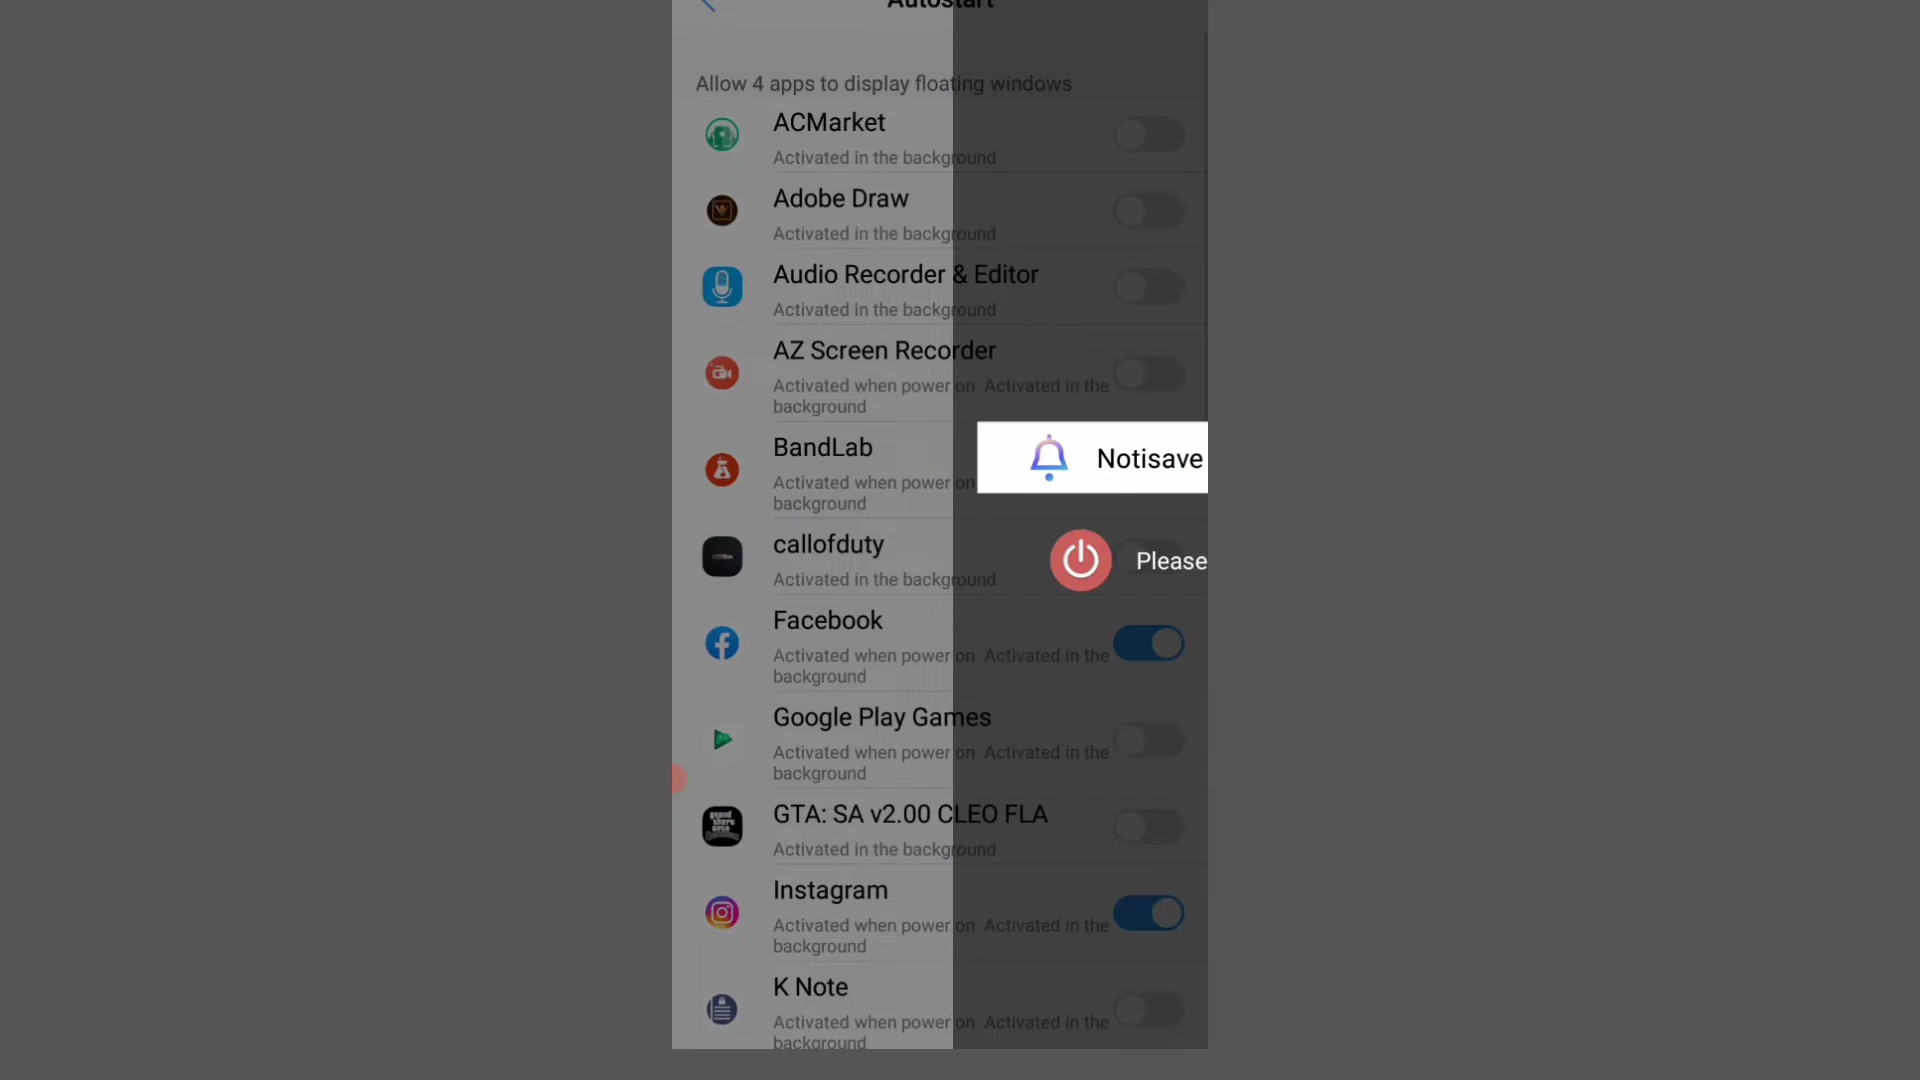 Autostart
Allow 4 apps to display floating windows
ACMarket
Activated in the background
Adobe Draw
Activated in the background
Audio Recorder & Editor
Activated in the background
AZ Screen Recorder
Activated when power on Activated in the
background
BandLab
Activated when power on
background
Notisave
callofduty
Activated in the background
Please
Facebook
Activated when power on Activated in the
background
Google Play Games
Activated when power on Activated in the
background
GTA: SA v2.00 CLEO FLA
Activated in the background
Instagram
Activated when power on Activated in the
background
K Note
Activated when power on Activated in the
background